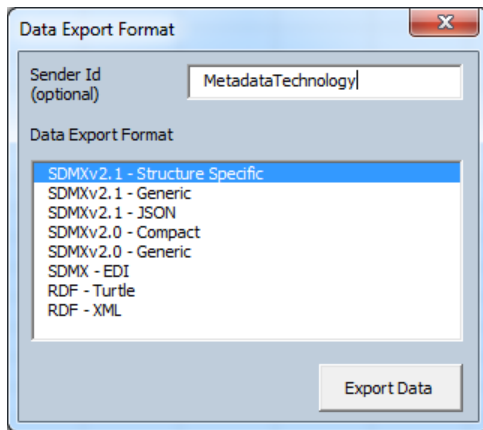 Data Export Format
Sender Id
(optional)
MetadataTechnology
Data Export Format
SDMXv2.1 - Structure Specific
SDMXv2.1 - Generic
SDMXv2.1 - JSON
SDMXv2.0 - Compact
SDMXv2.0 - Generic
SDMX - EDI
RDF - Turtle
RDF - XML
Export Data